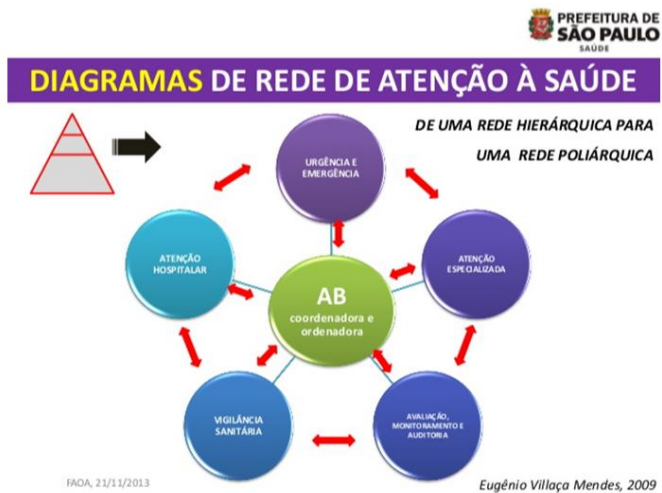 PREFEITURA DE
SÃO PAULO
SAÚDE
DIAGRAMAS DE REDE DE ATENÇÃO À SAÚDE
DE UMA REDE HIERÁRQUICA PARA
UMA REDE POLIÁRQUICA
URGÊNCIA E
EMERGÊNCIA
ATENÇÃO
HOSPITALAR
ATENÇÃO
ESPECIALIZADA
AB
coordenadora e
ordenadora
VIGILÂNCIA
SANITÁRIA
AVALIAÇÃO,
MONITORAMENTO E
AUDITORIA
FAOA, 21/11/2013
Eugênio Villaça Mendes, 2009